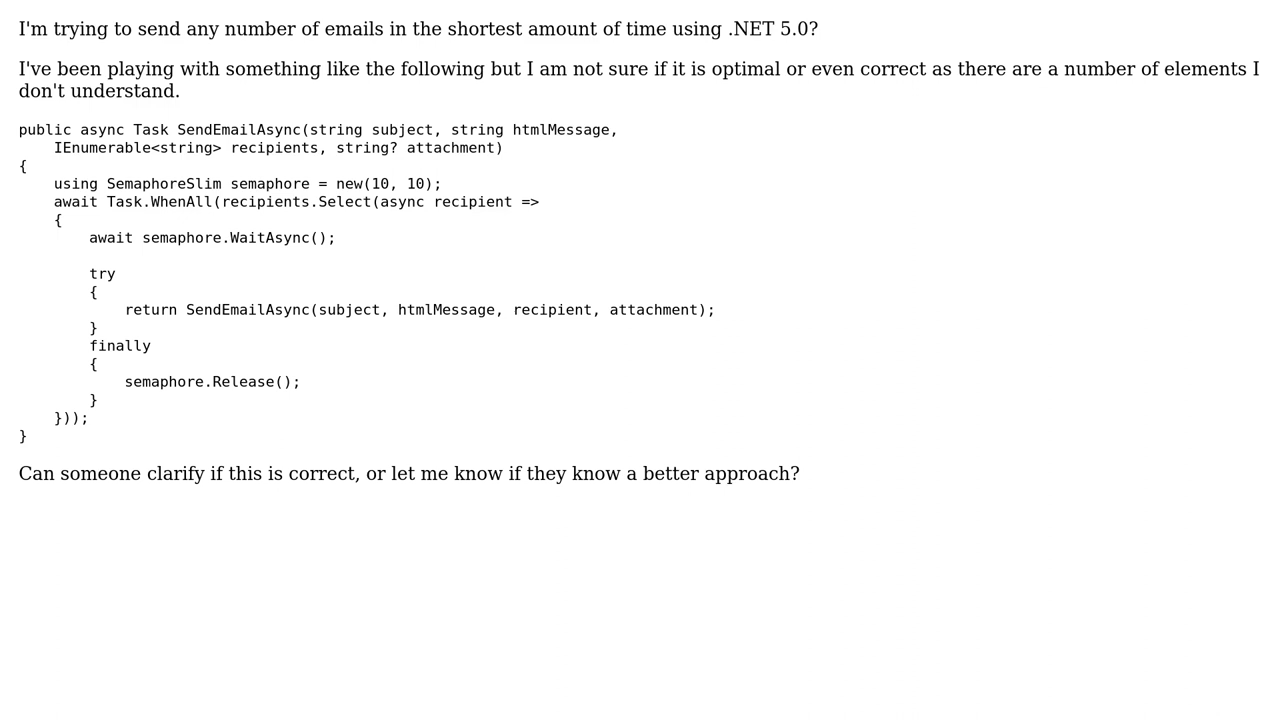 I'm trying to send any number of emails in the shortest amount of time using .NET 5.0?
I've been playing with something like the following but I am not sure if it is optimal or even correct as there are a number of elements I
don't understand.
public async Task SendEmailAsync(string subject, string htmlMessage,
    IEnumerable<string> recipients, string? attachment)
{
    using SemaphoreSlim semaphore = new(10, 10);
    await Task.WhenAll(recipients.Select(async recipient =>
    {
        await semaphore.WaitAsync();
        try
        {
            return SendEmailAsync(subject, htmlMessage, recipient, attachment);
        }
        finally
        {
            semaphore.Release();
        }
    }));
}
Can someone clarify if this is correct, or let me know if they know a better approach?